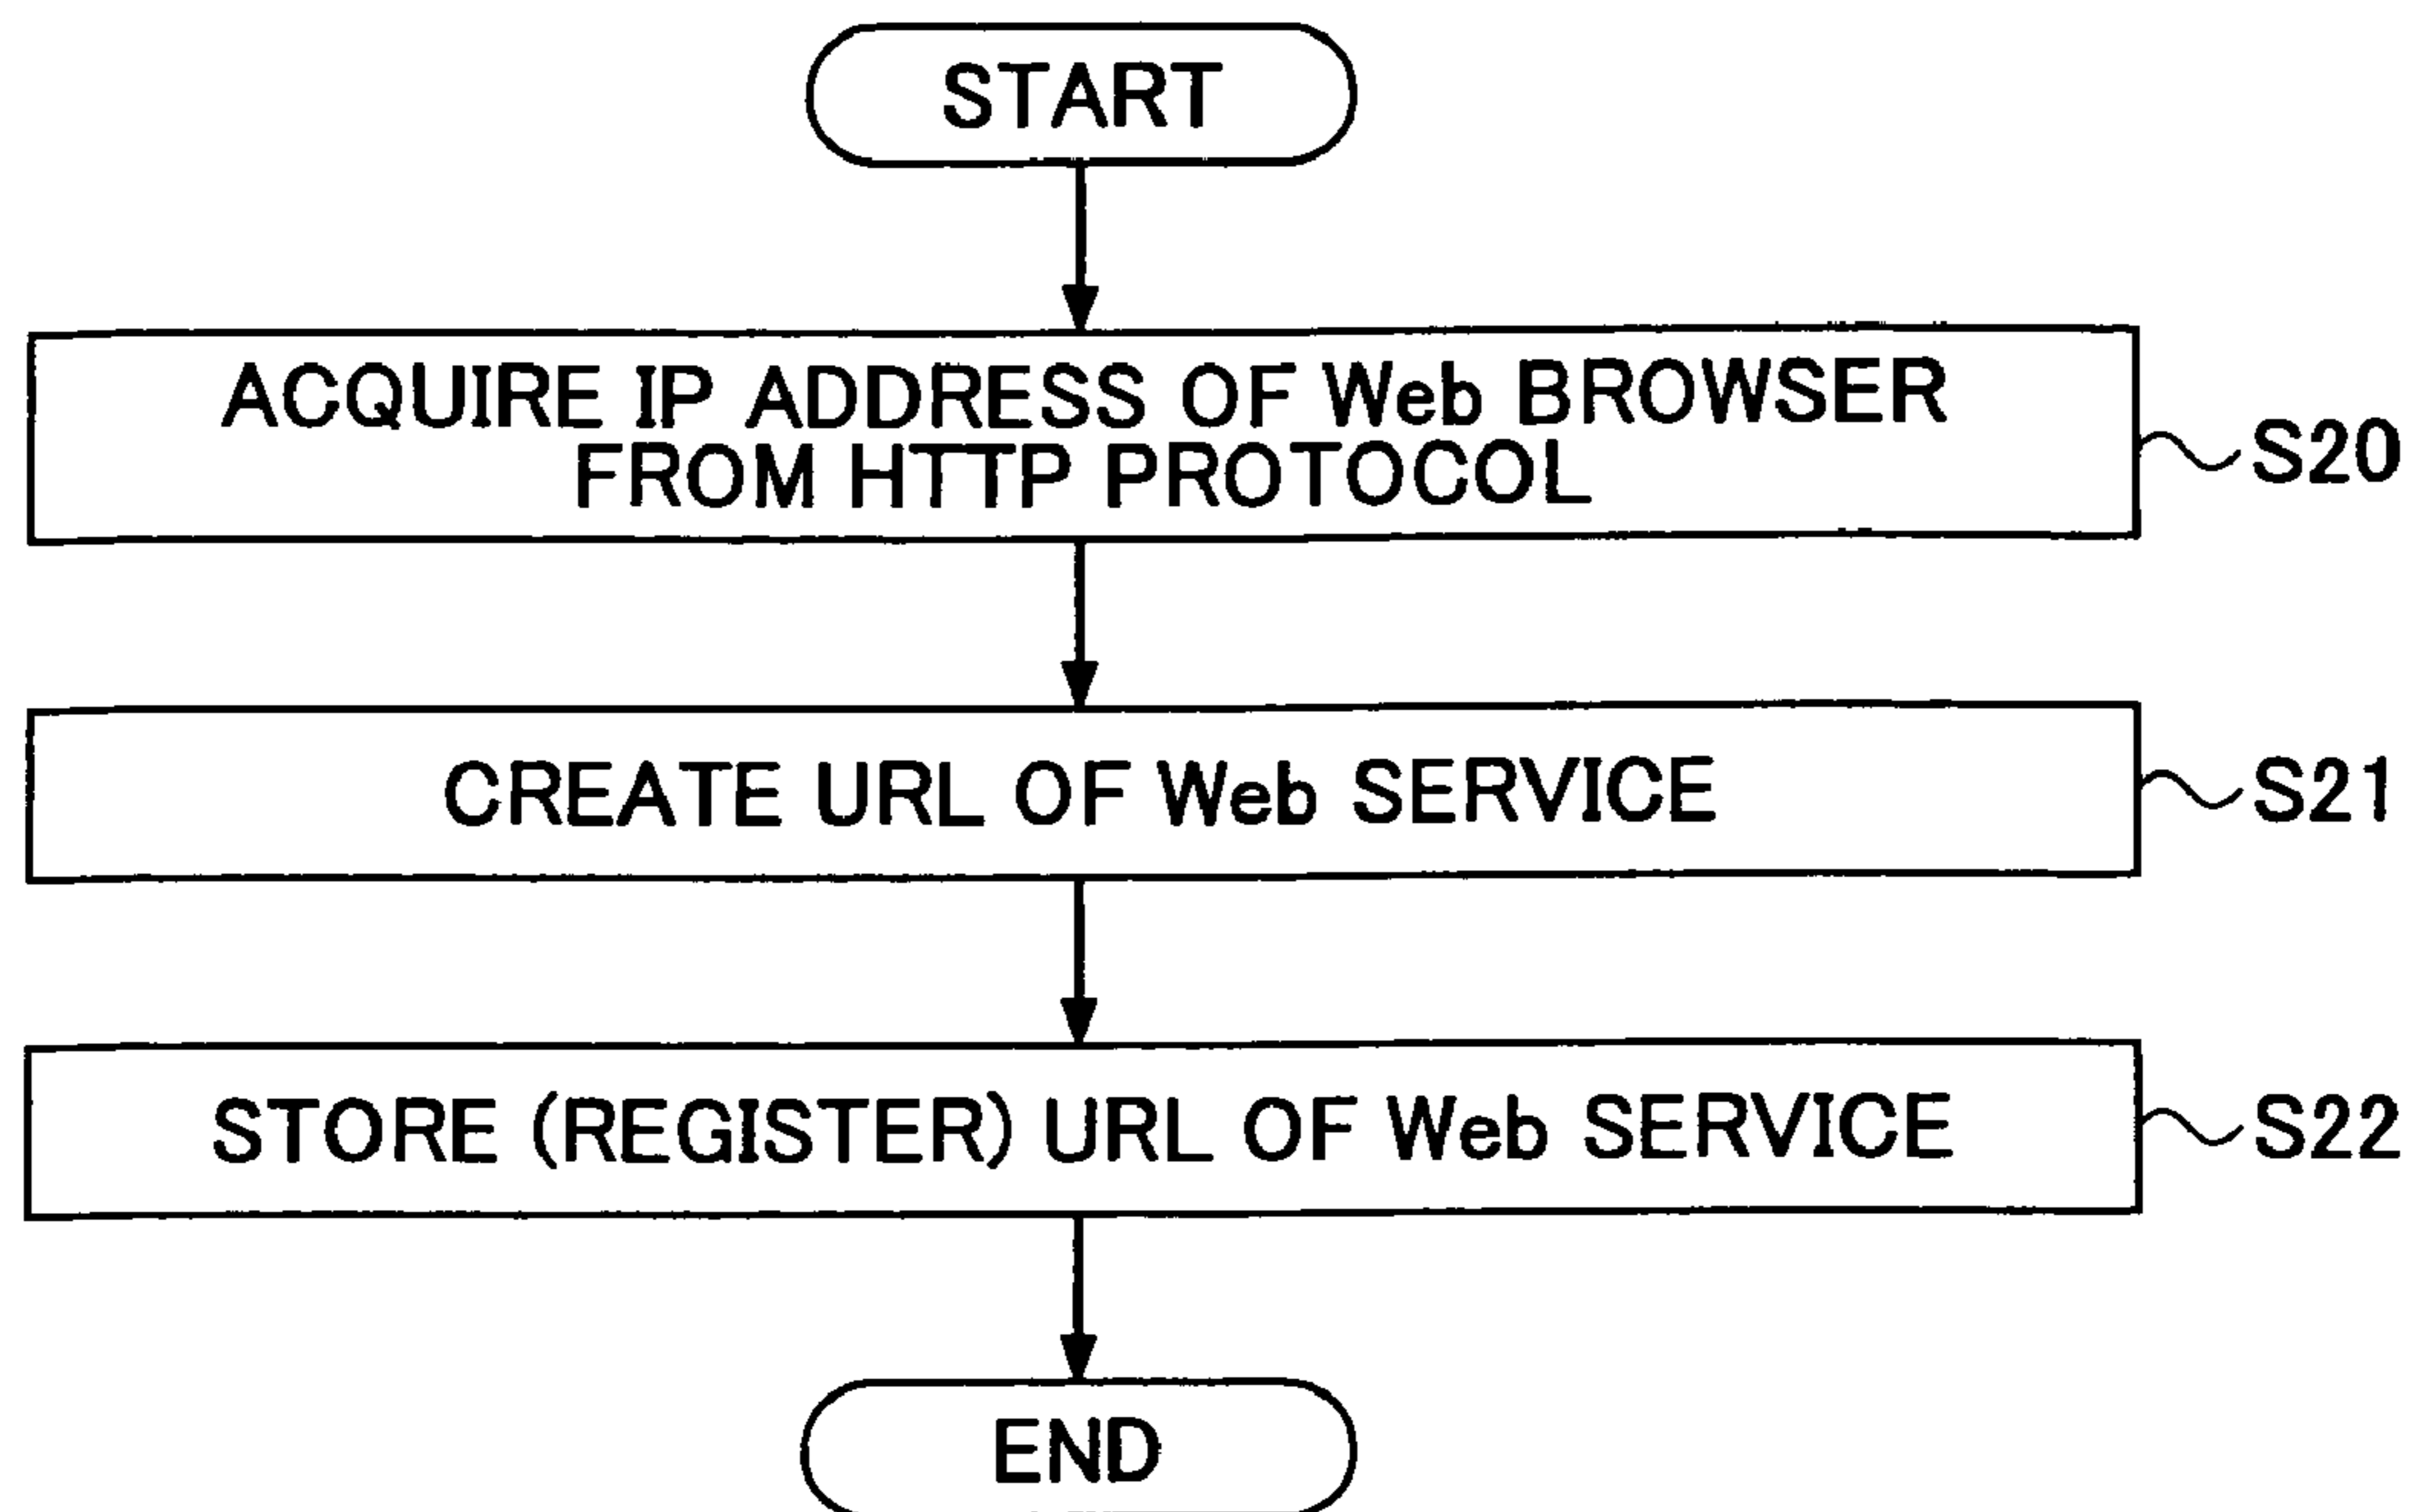 START
ACQUIRE IP ADDRESS OF Web BROWSER
FROM HTTP PROTOCOL
S20
CREATE URL OF Web SERVICE
S21
STORE (REGISTER) URL OF Web SERVICE
S22
END